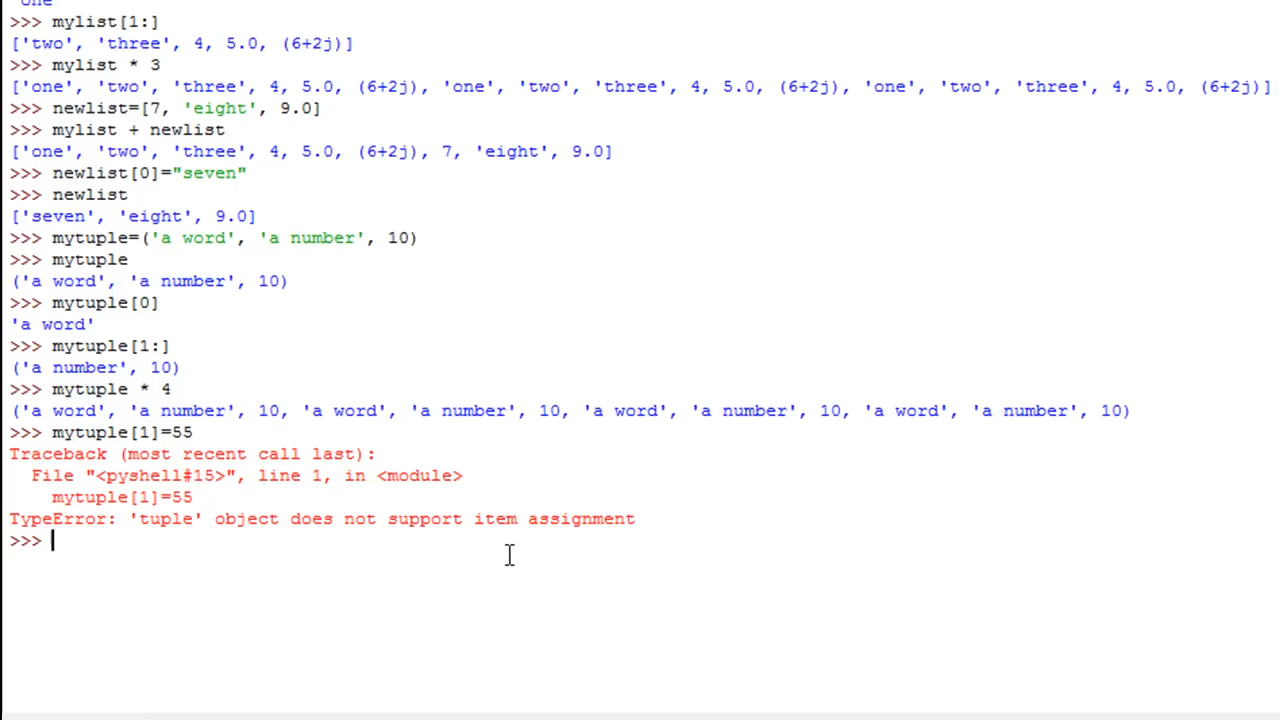 'one'
>>> mylist[1:]
['two', 'three', 4, 5.0, (6+2j)]
>>> mylist * 3
['one', 'two', 'three', 4, 5.0, (6+2j), 'one', 'two', 'three', 4, 5.0, (6+2j), 'one', 'two', 'three', 4, 5.0, (6+2j)]
>>> newlist=[7, 'eight', 9.0]
>>> mylist + newlist
['one', 'two', 'three', 4, 5.0, (6+2j), 7, 'eight', 9.0]
>>> newlist[0]="seven"
>>> newlist
['seven', 'eight', 9.0]
>>> mytuple=('a word', 'a number', 10)
>>> mytuple
('a word', 'a number', 10)
>>> mytuple[0]
'a word'
>>> mytuple[1:]
('a number', 10)
>>> mytuple * 4
('a word', 'a number', 10, 'a word', 'a number', 10, 'a word', 'a number', 10, 'a word', 'a number', 10)
>>> mytuple[1]=55
Traceback (most recent call last):
  File "<pyshell#15>", line 1, in <module>
    mytuple[1]=55
TypeError: 'tuple' object does not support item assignment
>>>